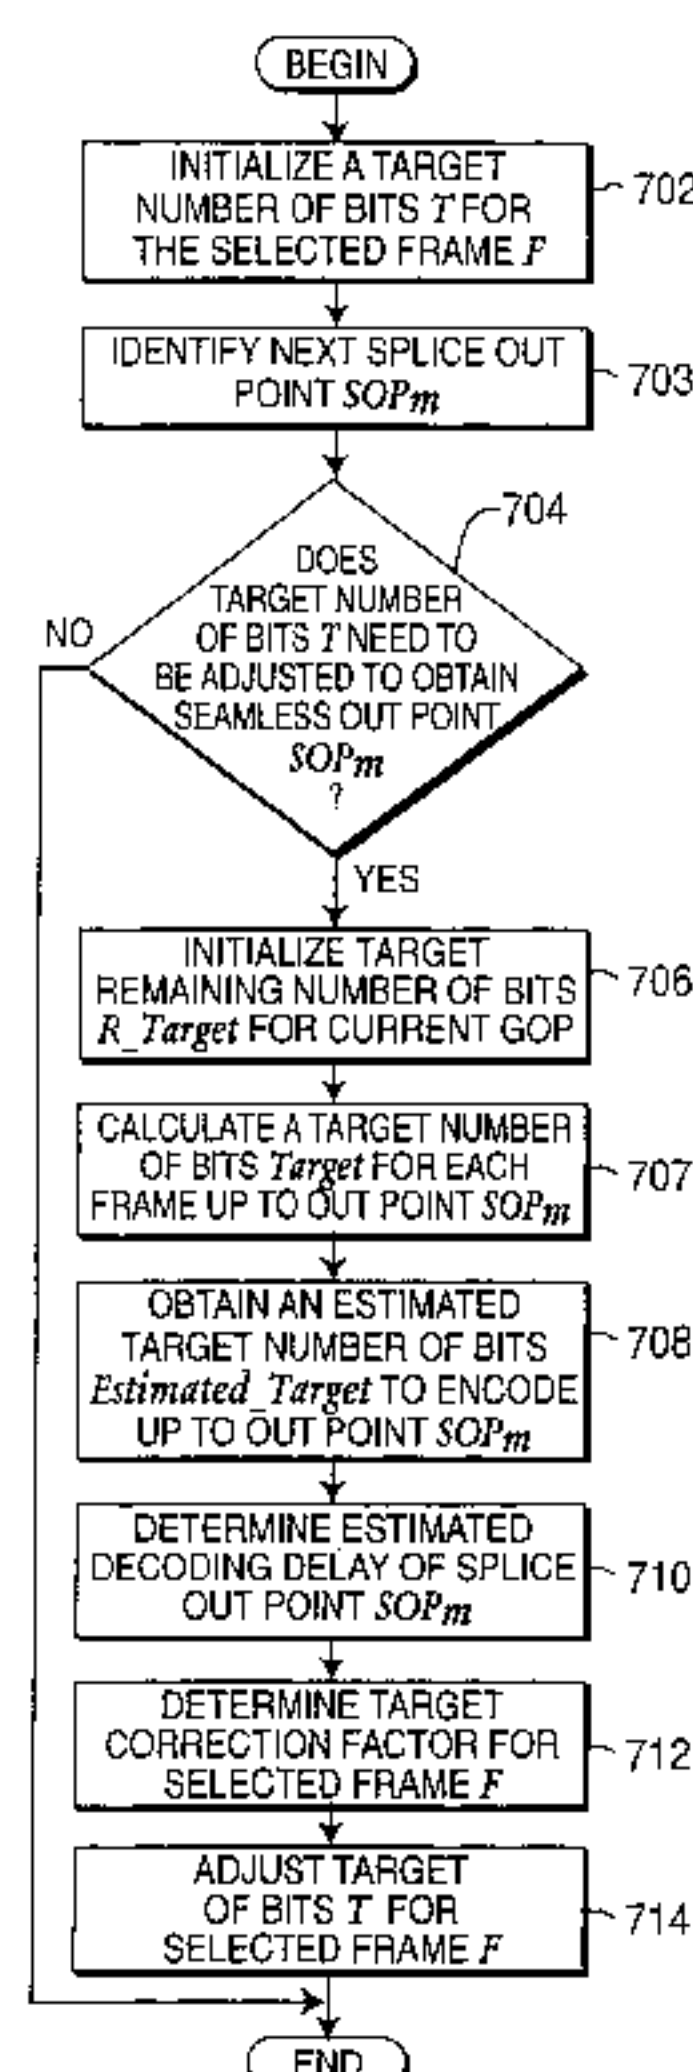 BEGIN
INITIALIZE A TARGET
NUMBER OF BITS T FOR
THE SELECTED FRAME F
702
IDENTIFY NEXT SPLICE OUT
POINT SOPm
703
704
DOES
TARGET NUMBER
OF BITS T NEED TO
BE ADJUSTED TO OBTAIN
SEAMLESS OUT POINT
SOPm
?
NO
YES
INITIALIZE TARGET
REMAINING NUMBER OF BITS
R_Target FOR CURRENT GOP
706
CALCULATE A TARGET NUMBER
OF BITS Target FOR EACH
FRAME UP TO OUT POINT SOPm
707
OBTAIN AN ESTIMATED
TARGET NUMBER OF BITS
Estimated_Target TO ENCODE
UP TO OUT POINT SOPm
708
DETERMINE ESTIMATED
DECODING DELAY OF SPLICE
OUT POINT SOPm
710
DETERMINE TARGET
CORRECTION FACTOR FOR
SELECTED FRAME F
712
ADJUST TARGET
OF BITS T FOR
SELECTED FRAME F
714
END